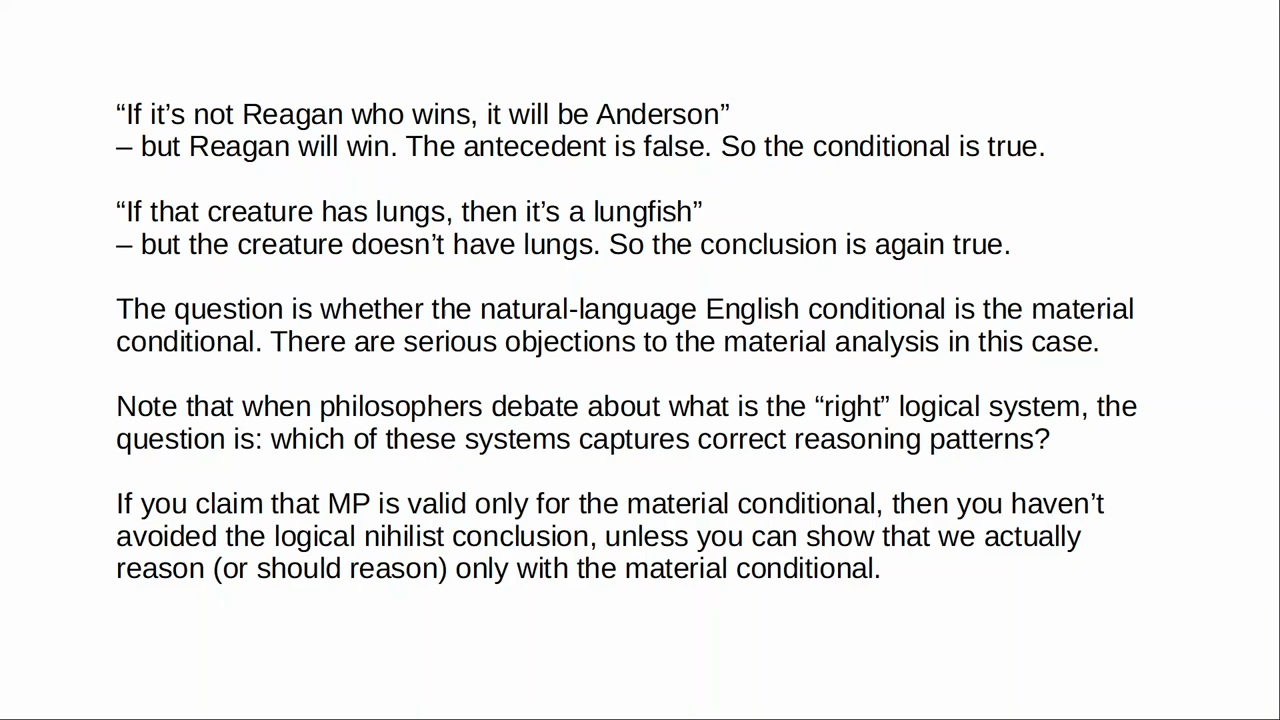 “If it’s not Reagan who wins, it will be Anderson”
– but Reagan will win. The antecedent is false. So the conditional is true.
“If that creature has lungs, then it’s a lungfish”
– but the creature doesn’t have lungs. So the conclusion is again true.
The question is whether the natural-language English conditional is the material
conditional. There are serious objections to the material analysis in this case.
Note that when philosophers debate about what is the “right” logical system, the
question is: which of these systems captures correct reasoning patterns?
If you claim that MP is valid only for the material conditional, then you haven’t
avoided the logical nihilist conclusion, unless you can show that we actually
reason (or should reason) only with the material conditional.